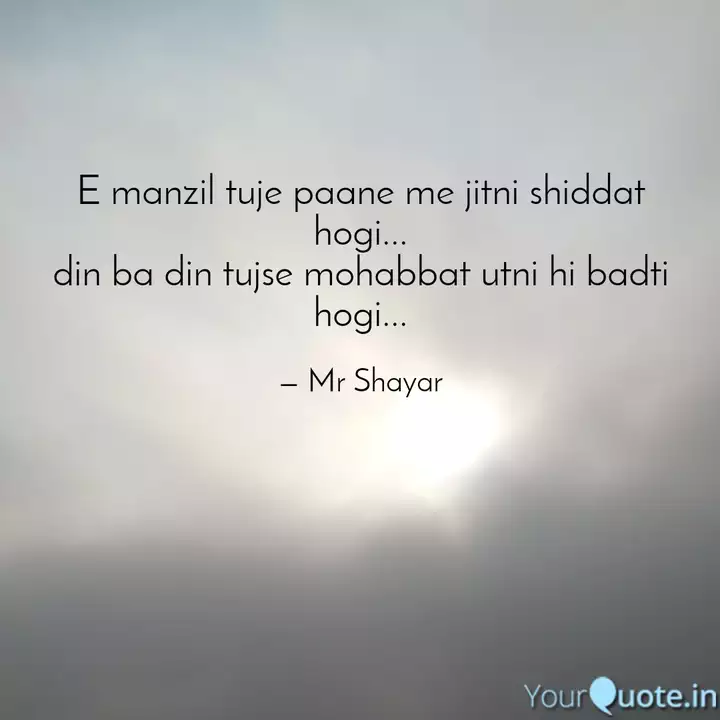 E manzil tuje paane me jitni shiddat
hogi...
din ba din tujse mohabbat utni hi badti
hogi...
– Mr Shayar
YourQuote.in